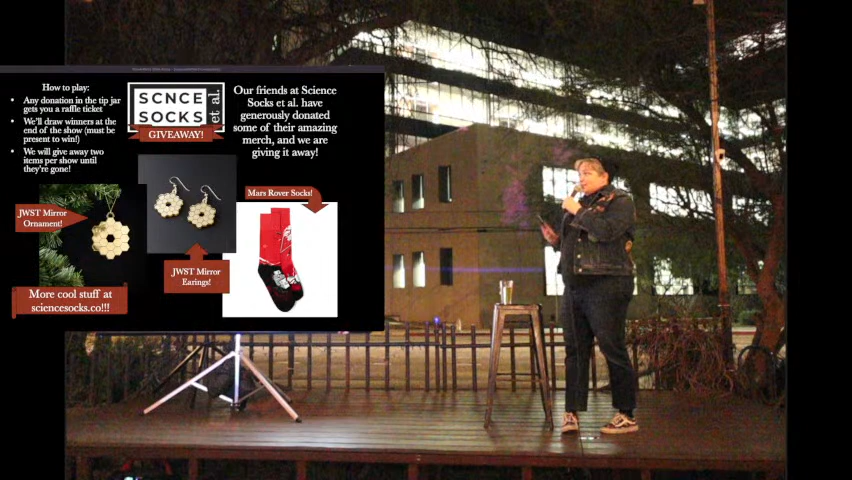 How to play:
• Any donation in the tip jar
gets you a raffle ticket
• We'll draw winners at the
end of the show (must be
present to win!)
• We will give away two
items per show until
they're gone!
SCNCE
SOCKS
et al.
GIVEAWAY!
Our friends at Science
Socks et al. have
generously donated
some of their amazing
merch, and we are
giving it away!
JWST Mirror
Ornament!
JWST Mirror
Earings!
Mars Rover Socks!
More cool stuff at
sciencesocks.co!!!